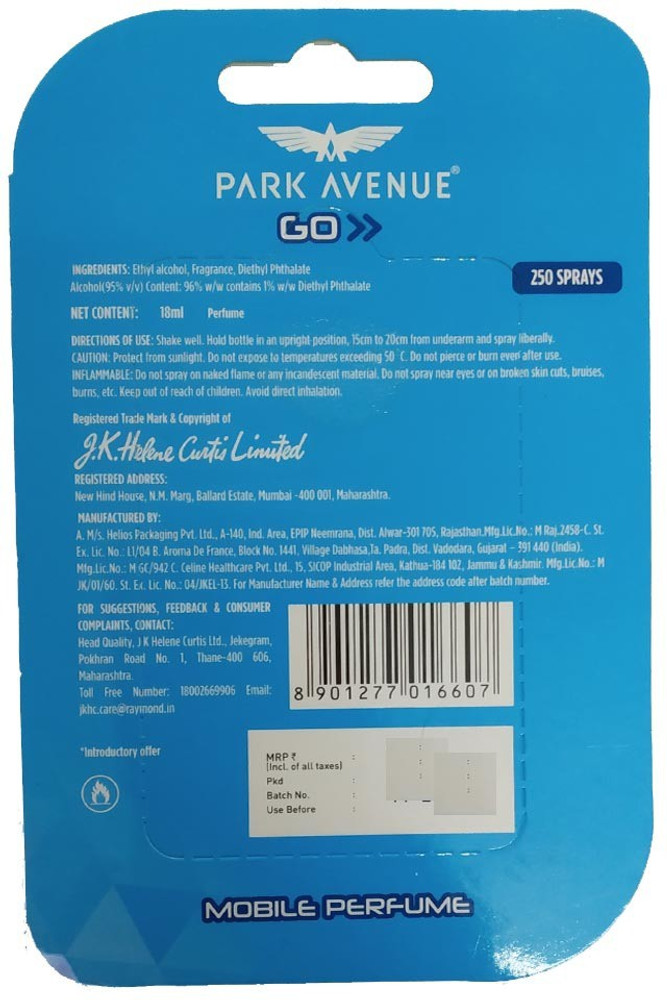 PARK AVENUE®
GO >>
INGREDIENTS: Ethyl alcohol, Fragrance, Diethyl Phthalate
Alcohol(95% v/v) Content: 96% w/w contains 1% w/w Diethyl Phthalate
250 SPRAYS
NET CONTENT: 18ml Perfume
DIRECTIONS OF USE: Shake well. Hold bottle in an upright position, 15cm to 20cm from underarm and spray liberally.
CAUTION: Protect from sunlight. Do not expose to temperatures exceeding 50°C. Do not pierce or burn even after use.
INFLAMMABLE: Do not spray on naked flame or any incandescent material. Do not spray near eyes or on broken skin cuts, bruises,
burns, etc. Keep out of reach of children. Avoid direct inhalation.
Registered Trade Mark & Copyright of
J.K. Helene Curtis Limited
REGISTERED ADDRESS:
New Hind House, N.M. Marg, Ballard Estate, Mumbai -400 001, Maharashtra.
MANUFACTURED BY:
A. M/s. Helios Packaging Pvt. Ltd., A-140, Ind. Area, EPIP Neemrana, Dist. Alwar-301 705, Rajasthan.Mfg.Lic.No.: M Raj.2458-C. St.
Ex. Lic. No.: L1/04 B. Aroma De France, Block No. 1441, Village Dabhasa,Ta. Padra, Dist. Vadodara, Gujarat - 391 440 (India).
Mfg.Lic.No.: M GC/942 C. Celine Healthcare Pvt. Ltd., 15, SICOP Industrial Area, Kathua-184 102, Jammu & Kashmir. Mfg.Lic.No.: M
JK/01/60. St. Ex. Lic. No.: 04/JKEL-13. For Manufacturer Name & Address refer the address code after batch number.
FOR SUGGESTIONS, FEEDBACK & CONSUMER
COMPLAINTS, CONTACT:
Head Quality, J K Helene Curtis Ltd., Jekegram,
Pokhran Road No. 1, Thane-400 606,
Maharashtra.
Toll Free Number: 18002669906 Email:
jkhc.care@raymond.in
8 901277 016607
*Introductory offer
MRP ₹ :
(Incl. of all taxes) :
Pkd :
Batch No. :
Use Before :
MOBILE PERFUME